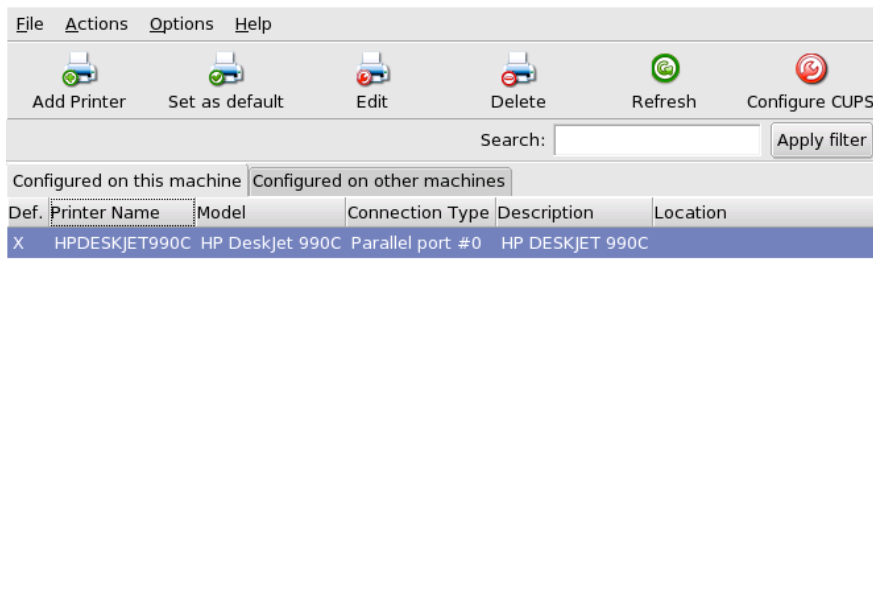 File Actions Options Help
Add Printer Set as default Edit Delete Refresh Configure CUPS
Search: Apply filter
Configured on this machine Configured on other machines
Def. Printer Name Model Connection Type Description Location
X HPDESKJET990C HP DeskJet 990C Parallel port #0 HP DESKJET 990C